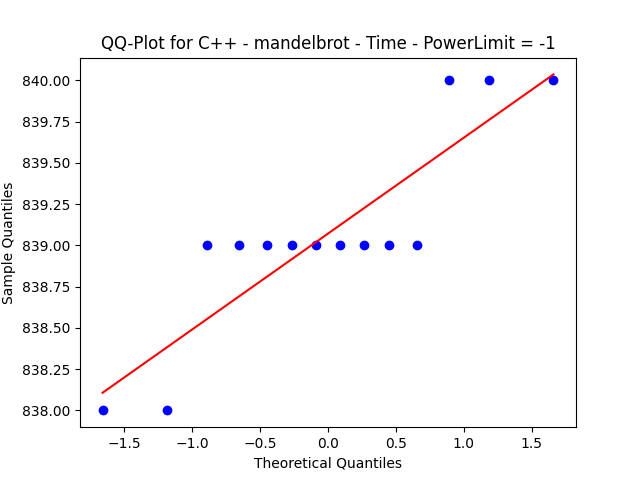 QQ-Plot for C++ - mandelbrot - Time - PowerLimit = -1
840.00
839.75
839.50
839.25
839.00
838.75
838.50
838.25
838.00
Sample Quantiles
−1.5 −1.0 −0.5 0.0 0.5 1.0 1.5
Theoretical Quantiles